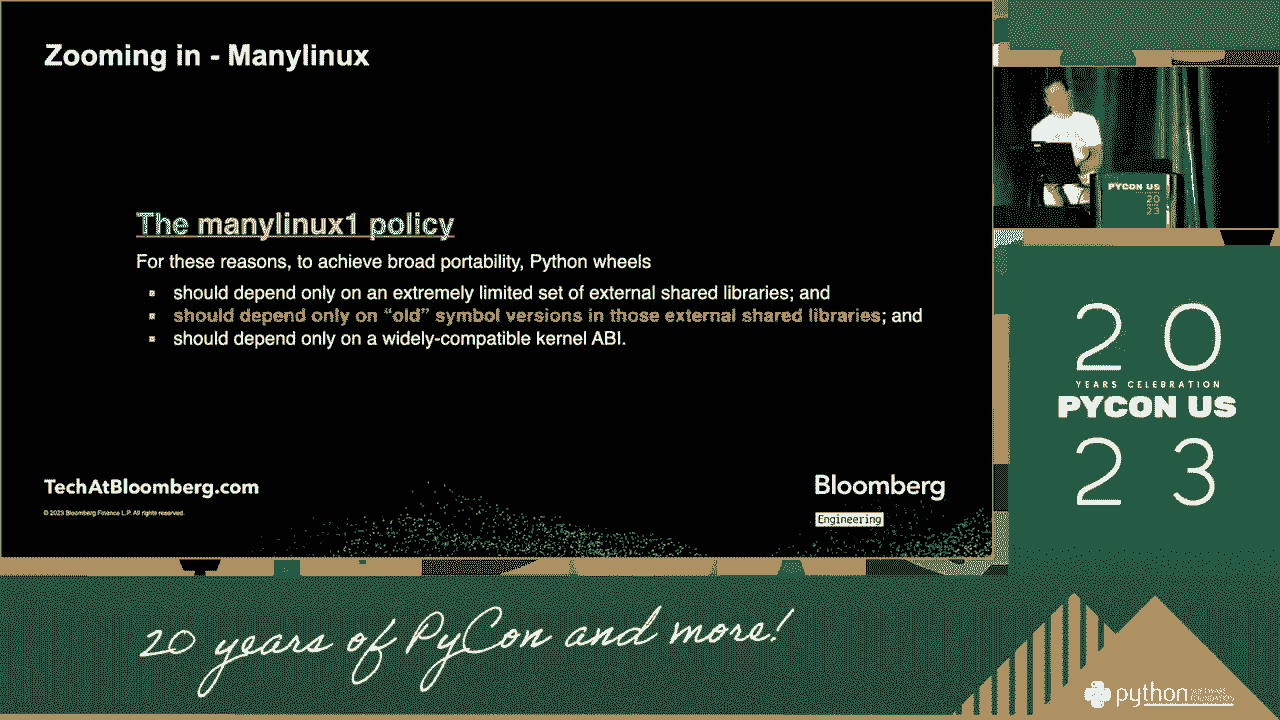 Zooming in - Manylinux
The manylinux1 policy
For these reasons, to achieve broad portability, Python wheels
should depend only on an extremely limited set of external shared libraries; and
should depend only on “old” symbol versions in those external shared libraries; and
should depend only on a widely-compatible kernel ABI.
TechAtBloomberg.com
© 2023 Bloomberg Finance L.P. All rights reserved.
Bloomberg
Engineering
PYCON US
20
23
20
YEARS CELEBRATION
PYCON US
23
20 years of PyCon and more!
python
SOFTWARE
FOUNDATION